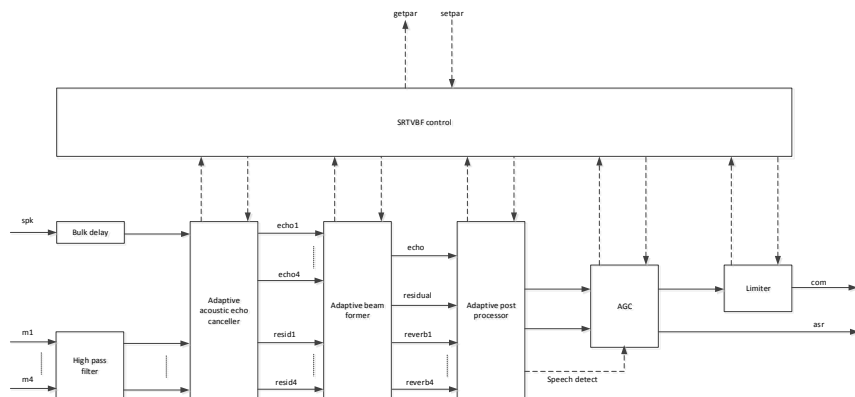 getpar
setpar
SRTVBF control
spk
Bulk delay
echo1
echo4
echo
residual
Adaptive
acoustic echo
canceller
Adaptive beam
former
Adaptive post
processor
AGC
Limiter
com
asr
m1
High pass
filter
m4
resid1
resid4
reverb1
reverb4
Speech detect